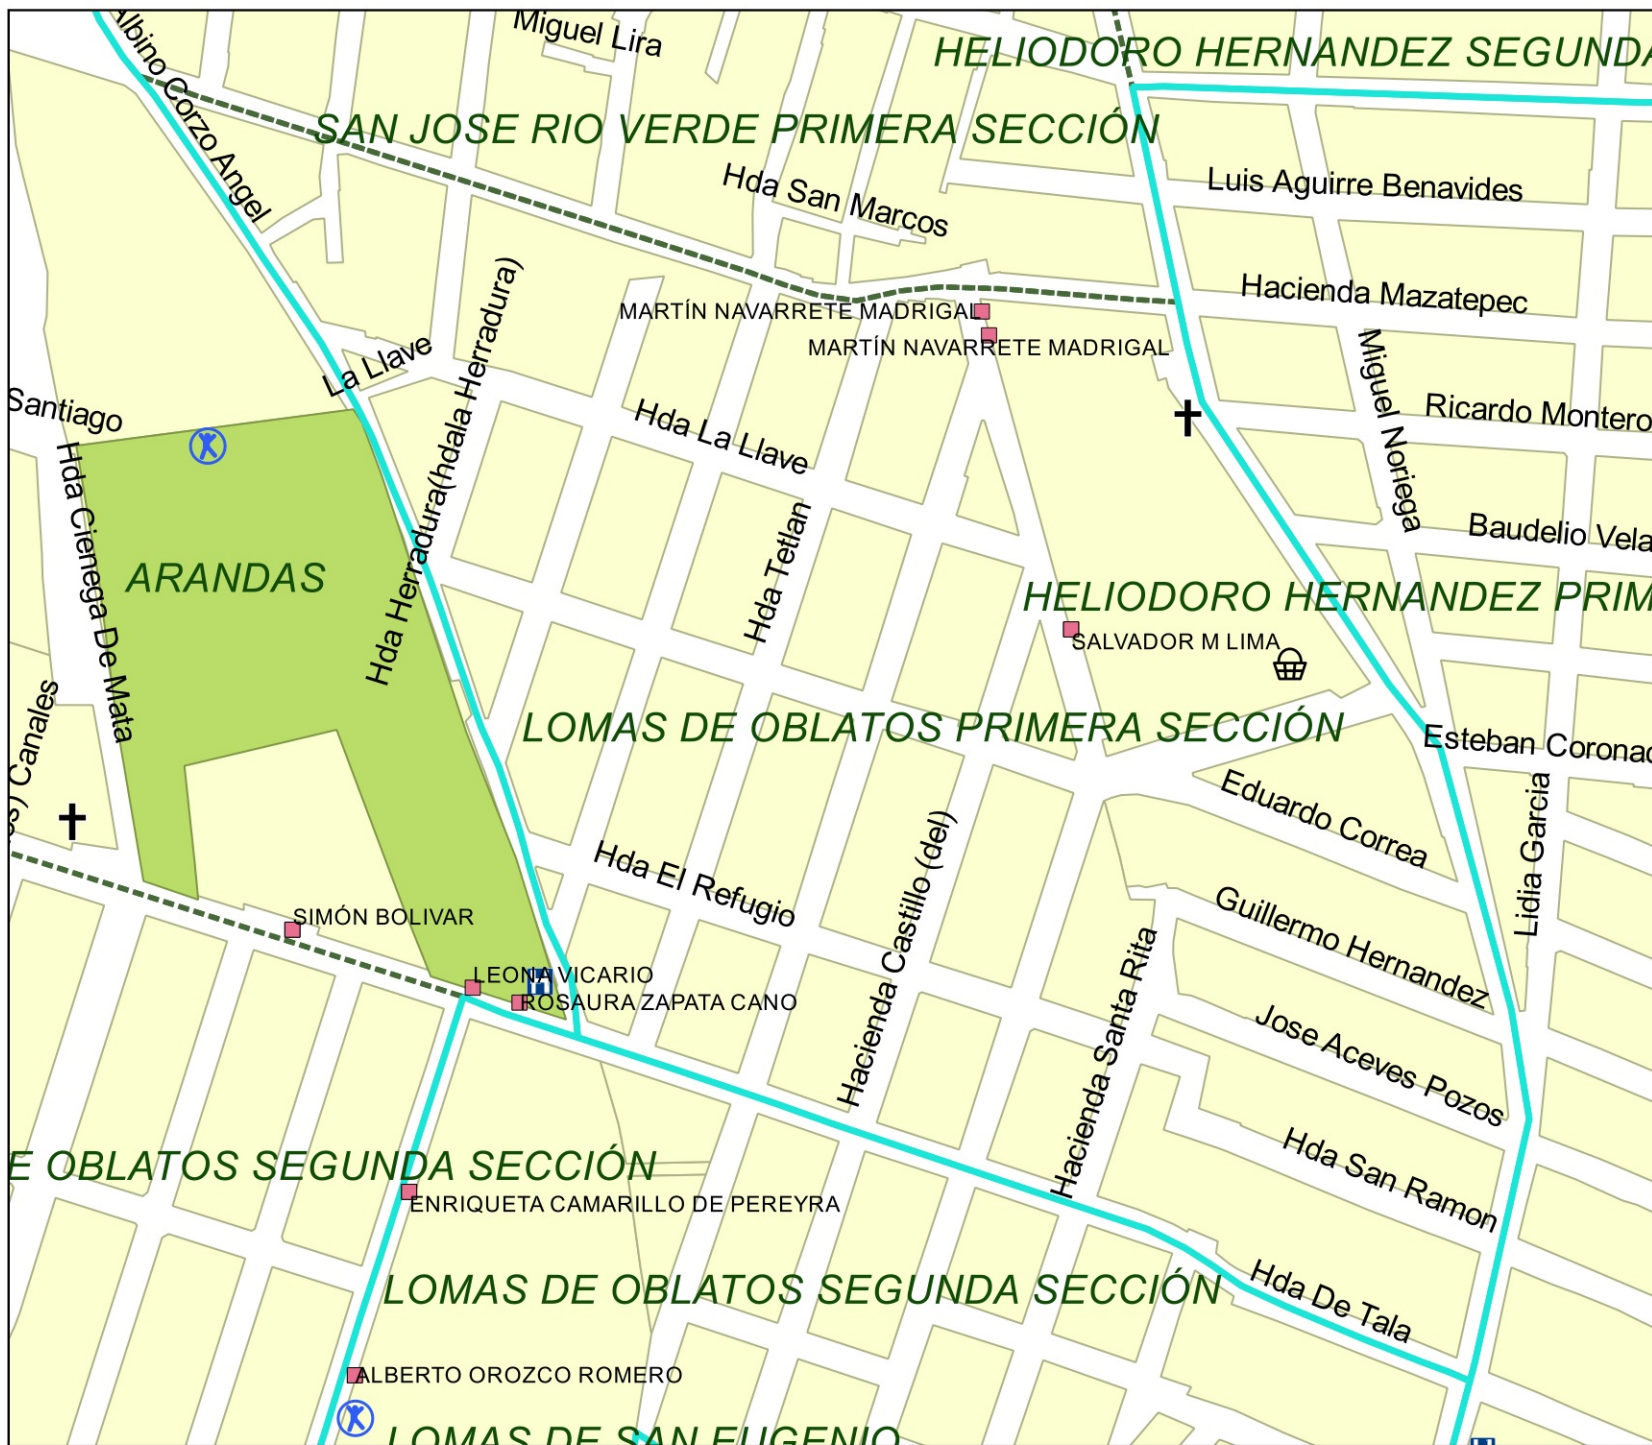 Miguel Lira
Albino Corzo Angel
HELIODORO HERNANDEZ SEGUNDA
SAN JOSE RIO VERDE PRIMERA SECCIÓN
Hda San Marcos
Luis Aguirre Benavides
Hacienda Mazatepec
MARTÍN NAVARRETE MADRIGAL
MARTÍN NAVARRETE MADRIGAL
La Llave
Hda Herradura(hdala Herradura)
Santiago
Hda La Llave
Miguel Noriega
Ricardo Montero
Hda Cienega De Mata
Baudelio Vela
ARANDAS
Hda Tetlan
HELIODORO HERNANDEZ PRIM
SALVADOR M LIMA
Canales
LOMAS DE OBLATOS PRIMERA SECCIÓN
Esteban Coronad
Eduardo Correa
Lidia Garcia
Hda El Refugio
Hacienda Castillo (del)
Guillermo Hernandez
SIMÓN BOLIVAR
LEONA VICARIO
ROSAURA ZAPATA CANO
Hacienda Santa Rita
Jose Aceves Pozos
E OBLATOS SEGUNDA SECCIÓN
ENRIQUETA CAMARILLO DE PEREYRA
Hda San Ramon
LOMAS DE OBLATOS SEGUNDA SECCIÓN
Hda De Tala
ALBERTO OROZCO ROMERO
LOMAS DE SAN EUGENIO